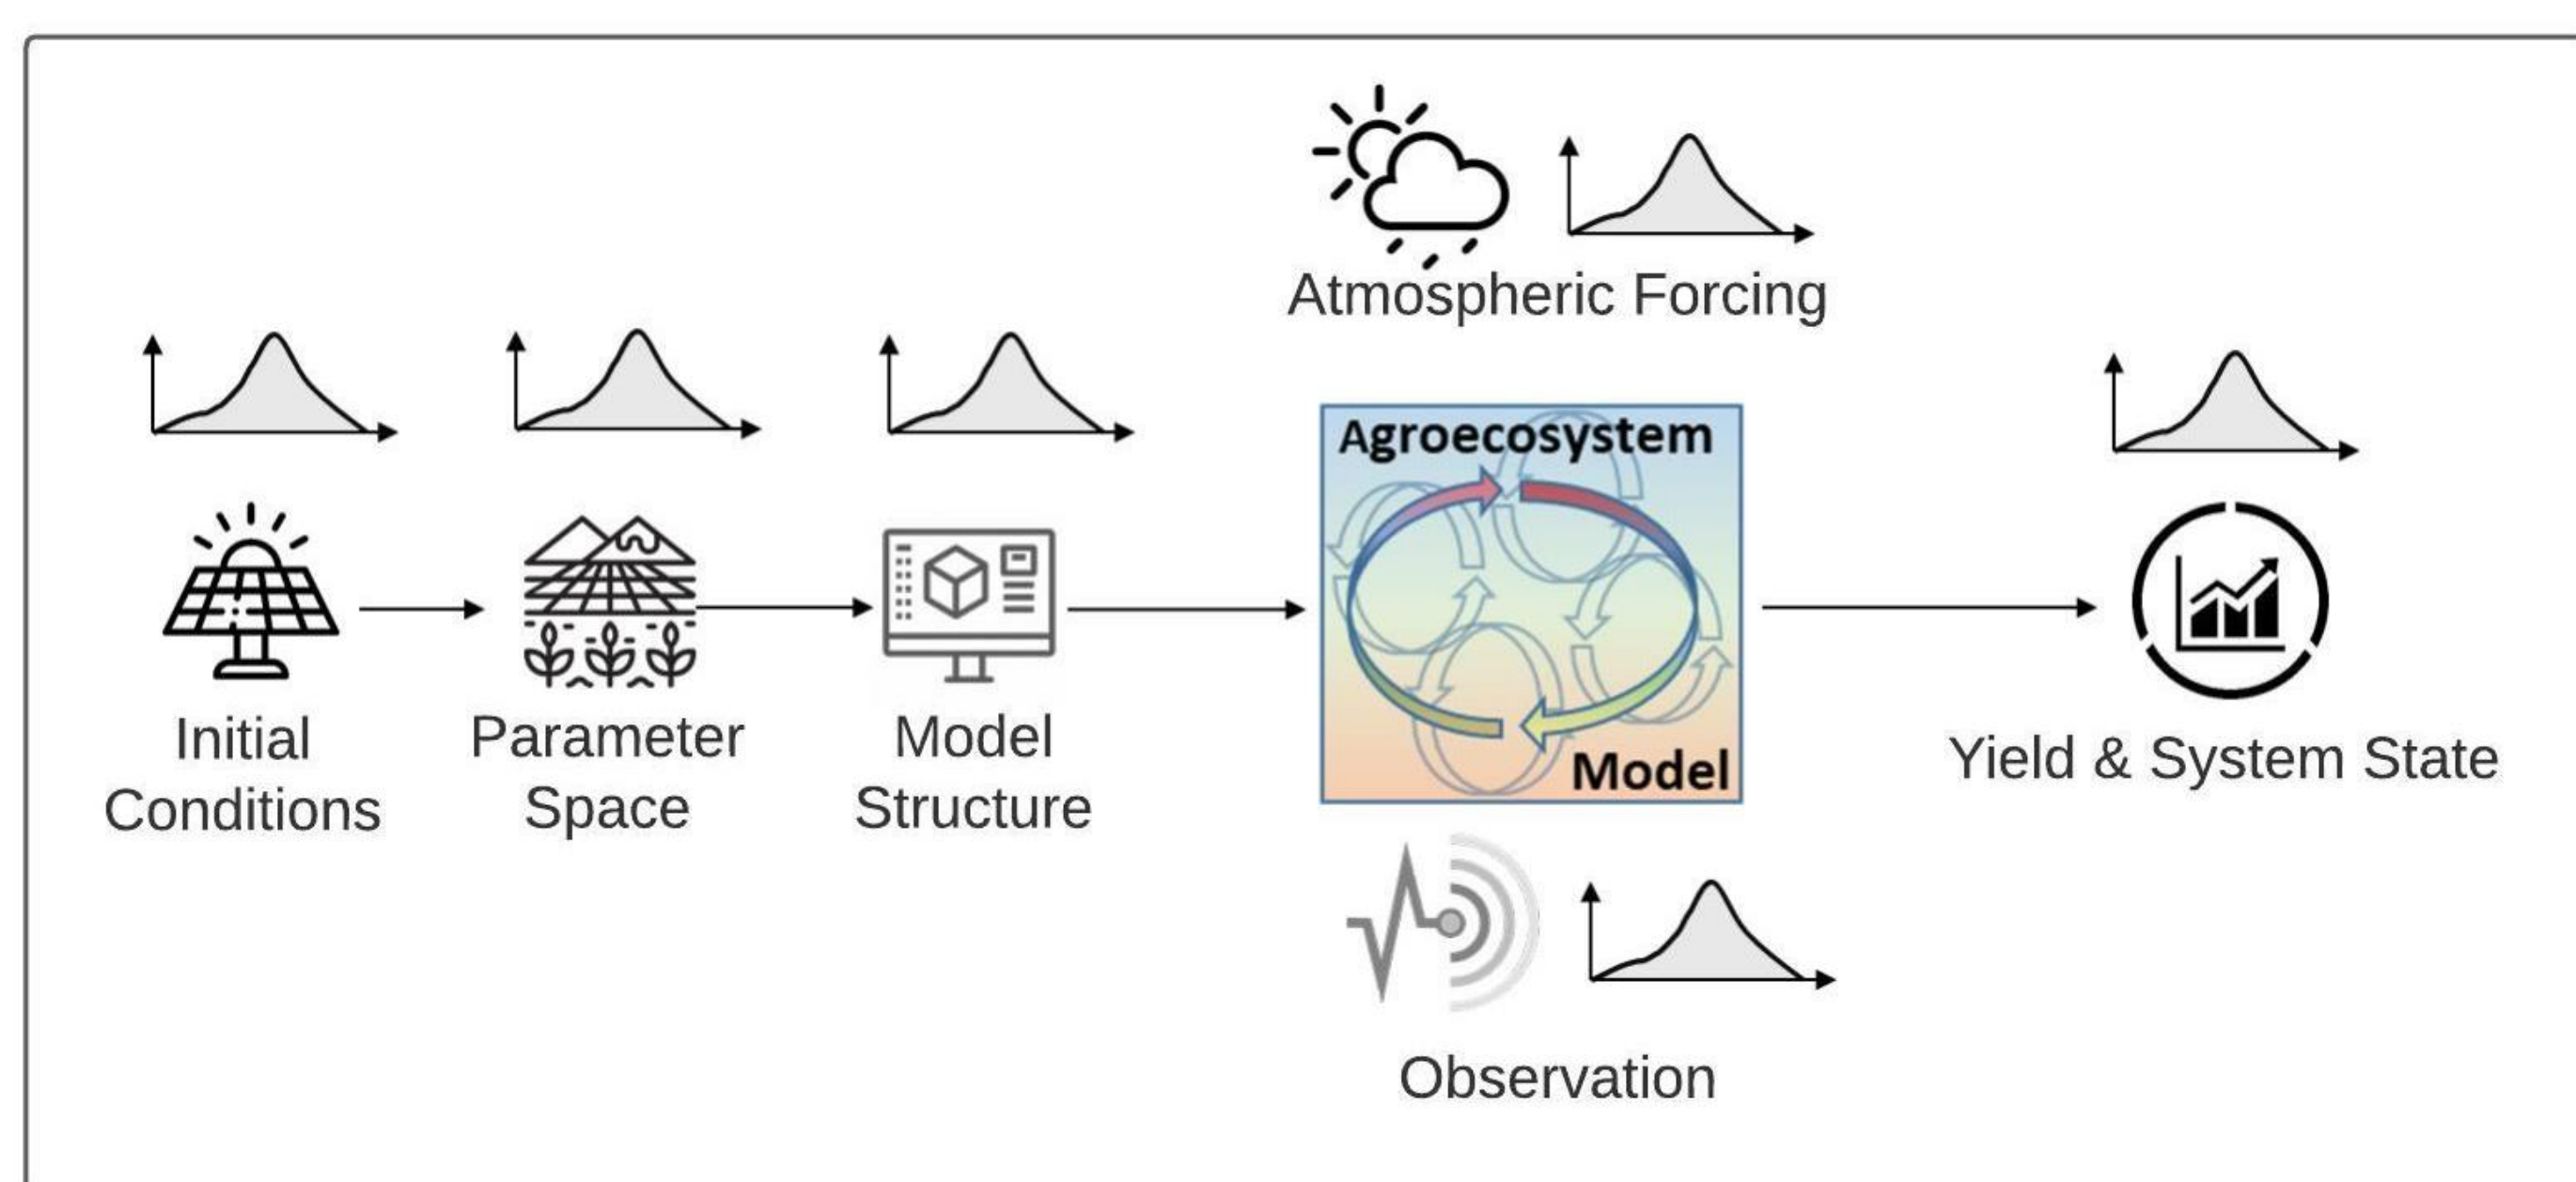 Atmospheric Forcing
Agroecosystem
Model
Initial
Conditions
Parameter
Space
Model
Structure
Yield & System State
Observation